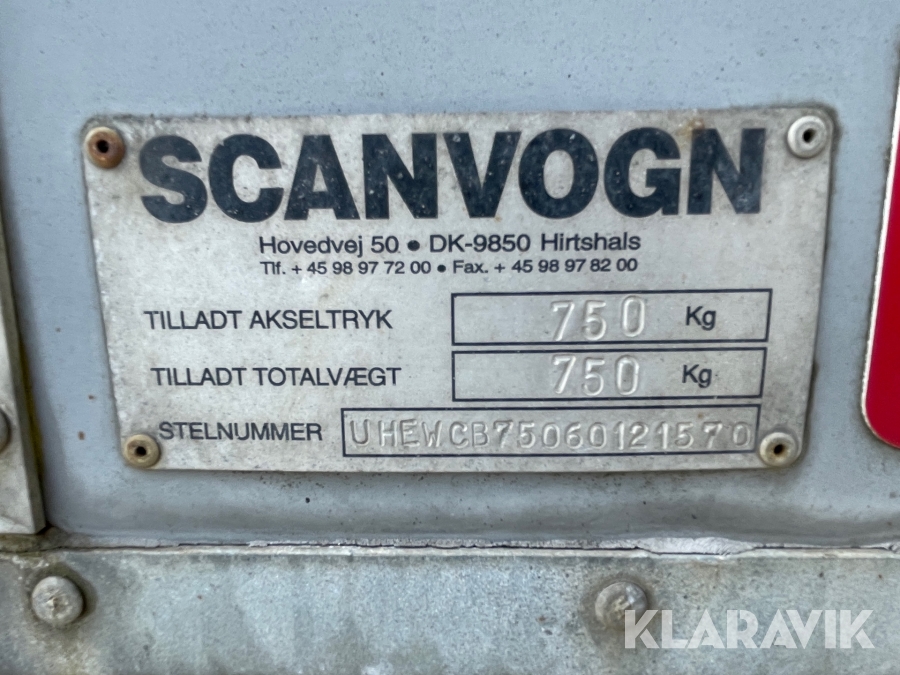 SCANVOGN
Hovedvej 50 • DK-9850 Hirtshals
Tlf. + 45 98 97 72 00 • Fax. + 45 98 97 82 00
TILLADT AKSELTRYK 750 Kg
TILLADT TOTALVÆGT 750 Kg
STELNUMMER UHEWCB75060121570
KLARAVIK